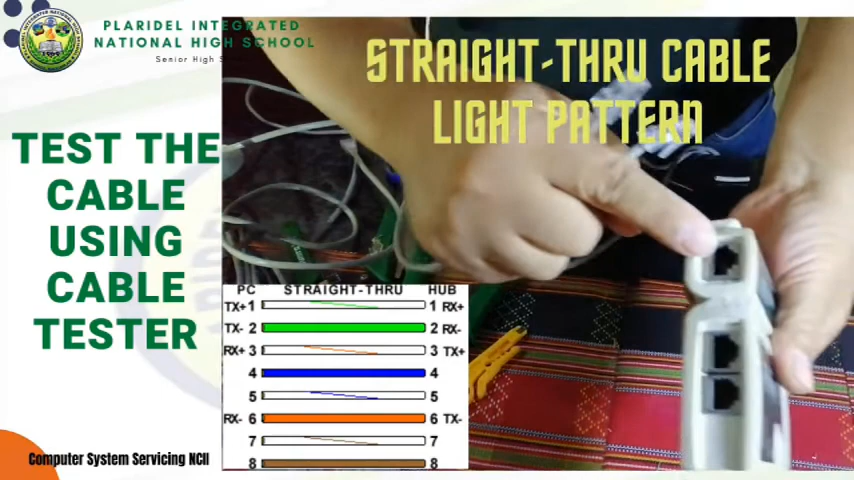 PLARIDEL INTEGRATED
NATIONAL HIGH SCHOOL
Senior High S
TEST THE
CABLE
USING
CABLE
TESTER
Computer System Servicing NCII
STRAIGHT-THRU CABLE
LIGHT PATTERN
PC STRAIGHT-THRU HUB
TX+ 1 1 RX+
TX- 2 2 RX-
RX+ 3 3 TX+
4 4
5 5
RX- 6 6 TX-
7 7
8 8